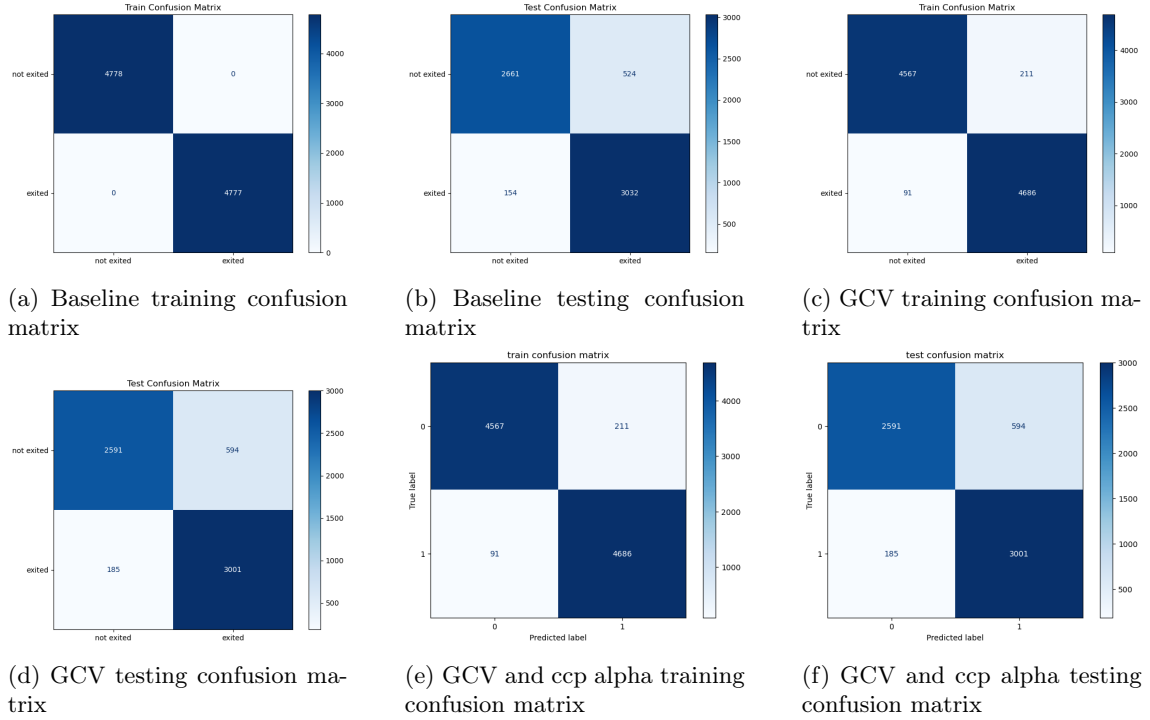 Train Confusion Matrix
not exited
4778
0
exited
0
4777
not exited
exited
4000
3000
2000
1000
0
(a) Baseline training confusion
matrix
Test Confusion Matrix
2661
524
154
3032
not exited
exited
not exited
exited
3000
2500
2000
1500
1000
500
(b) Baseline testing confusion
matrix
Train Confusion Matrix
not exited
4567
211
exited
91
4686
not exited
exited
4000
3000
2000
1000
(c) GCV training confusion ma-
trix
Test Confusion Matrix
not exited
2591
594
exited
185
3001
not exited
exited
3000
2500
2000
1500
1000
500
(d) GCV testing confusion ma-
trix
train confusion matrix
True label
0
4567
211
1
91
4686
0
1
Predicted label
4000
3000
2000
1000
(e) GCV and ccp alpha training
confusion matrix
test confusion matrix
True label
0
2591
594
1
185
3001
0
1
Predicted label
3000
2500
2000
1500
1000
500
(f) GCV and ccp alpha testing
confusion matrix